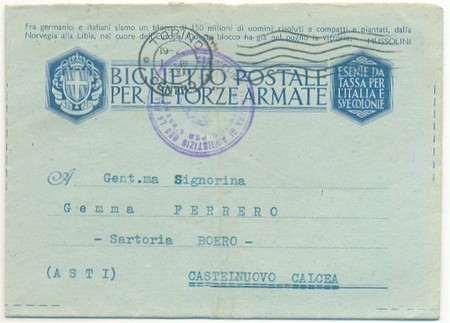 Fra germanici e italiani siamo un blocco di 150 milioni di uomini risoluti e compatti e piantati, dalla
Norvegia alla Libia, nel cuore dell'Europa. Questo blocco ha già nel pugno la vittoria.
MUSSOLINI
TORINO
BIGLIETTO POSTALE
PER LE FORZE ARMATE
ESENTE DA
TASSA PER
L'ITALIA E
SVE COLONIE
A Gent.ma Signorina
Gemma FERRERO
- Sartoria BOERO -
(ASTI) CASTELNUOVO CALCEA